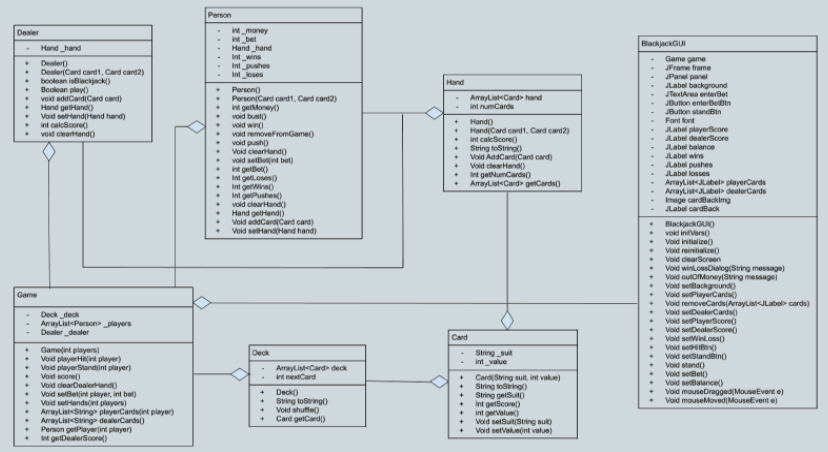 Dealer
- Hand _hand
+ Dealer()
+ Dealer(Card card1, Card card2)
+ boolean isBlackjack()
+ Boolean play()
+ void addCard(Card card)
+ Hand getHand()
+ Void setHand(Hand hand)
+ int calcScore()
+ void clearHand()
Person
- int _money
- int _bet
- Hand _hand
- Int _wins
- Int _pushes
- Int _loses
+ Person()
+ Person(Card card1, Card card2)
+ int getMoney()
+ void bust()
+ void win()
+ void removeFromGame()
+ void push()
+ Void clearHand()
+ void setBet(int bet)
+ int getBet()
+ Int getLoses()
+ Int getWins()
+ Int getPushes()
+ void clearHand()
+ Hand getHand()
+ Void addCard(Card card)
+ Void setHand(Hand hand)
Hand
- ArrayList<Card> hand
- int numCards
+ Hand()
+ Hand(Card card1, Card card2)
+ int calcScore()
+ String toString()
+ Void AddCard(Card card)
+ Void clearHand()
+ Int getNumCards()
+ ArrayList<Card> getCards()
BlackjackGUI
- Game game
- JFrame frame
- JPanel panel
- JLabel background
- JTextArea enterBet
- JButton enterBetBtn
- JButton standBtn
- Font font
- JLabel playerScore
- JLabel dealerScore
- JLabel balance
- JLabel wins
- JLabel pushes
- JLabel losses
- ArrayList<JLabel> playerCards
- ArrayList<JLabel> dealerCards
- Image cardBackImg
- JLabel cardBack
+ BlackjackGUI()
+ void initVars()
+ Void initialize()
+ Void reinitialize()
+ Void clearScreen
+ Void winLossDialog(String message)
+ Void outOfMoney(String message)
+ Void setBackground()
+ Void setPlayerCards()
+ Void removeCards(ArrayList<JLabel> cards)
+ Void setDealerCards()
+ Void setPlayerScore()
+ Void setDealerScore()
+ Void setWinLoss()
+ Void setHitBtn()
+ Void setStandBtn()
+ Void stand()
+ Void setBet()
+ Void setBalance()
+ Void mouseDragged(MouseEvent e)
+ Void mouseMoved(MouseEvent e)
Game
- Deck _deck
- ArrayList<Person> _players
- Dealer _dealer
+ Game(int players)
+ Void playerHit(int player)
+ Void playerStand(int player)
+ Void score()
+ Void clearDealerHand()
+ Void setBet(int player, int bet)
+ Void setHands(int players)
+ ArrayList<String> playerCards(int player)
+ ArrayList<String> dealerCards()
+ Person getPlayer(int player)
+ Int getDealerScore()
Deck
- ArrayList<Card> deck
- int nextCard
+ Deck()
+ String toString()
+ Void shuffle()
+ Card getCard()
Card
- String _suit
- int _value
+ Card(String suit, int value)
+ String toString()
+ String getSuit()
+ Int getScore()
+ int getValue()
+ Void setSuit(String suit)
+ Void setValue(int value)